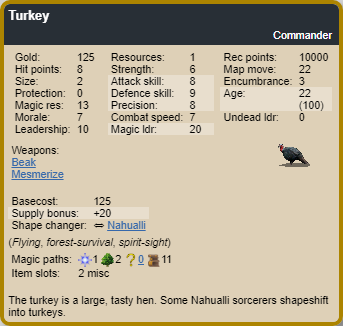 Turkey
Commander
Gold: 125 Resources: 1 Rec points: 10000
Hit points: 8 Strength: 6 Map move: 22
Size: 2 Attack skill: 8 Encumbrance: 3
Protection: 0 Defence skill: 9 Age: 22
Magic res: 13 Precision: 8 (100)
Morale: 7 Combat speed: 7 Undead ldr: 0
Leadership: 10 Magic ldr: 20
Weapons:
Beak
Mesmerize
Basecost: 125
Supply bonus: +20
Shape changer: ⇔ Nahualli
(Flying, forest-survival, spirit-sight)
Magic paths: 1 2 ? 0 11
Item slots: 2 misc
The turkey is a large, tasty hen. Some Nahualli sorcerers shapeshift
into turkeys.